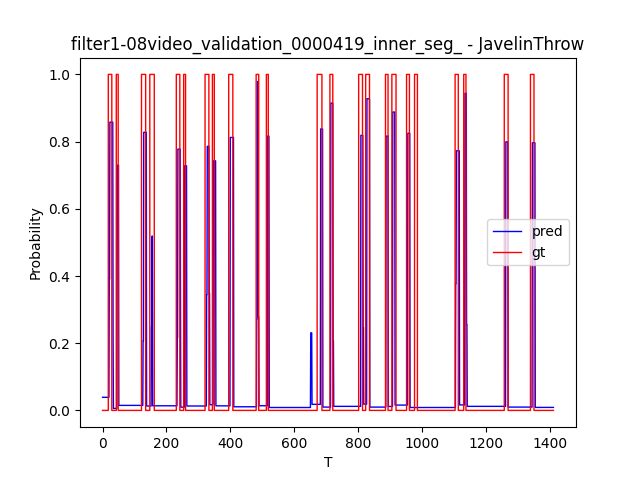 filter1-08video_validation_0000419_inner_seg_ - JavelinThrow
1.0
0.8
0.6
0.4
0.2
0.0
Probability
pred
gt
0 200 400 600 800 1000 1200 1400
T